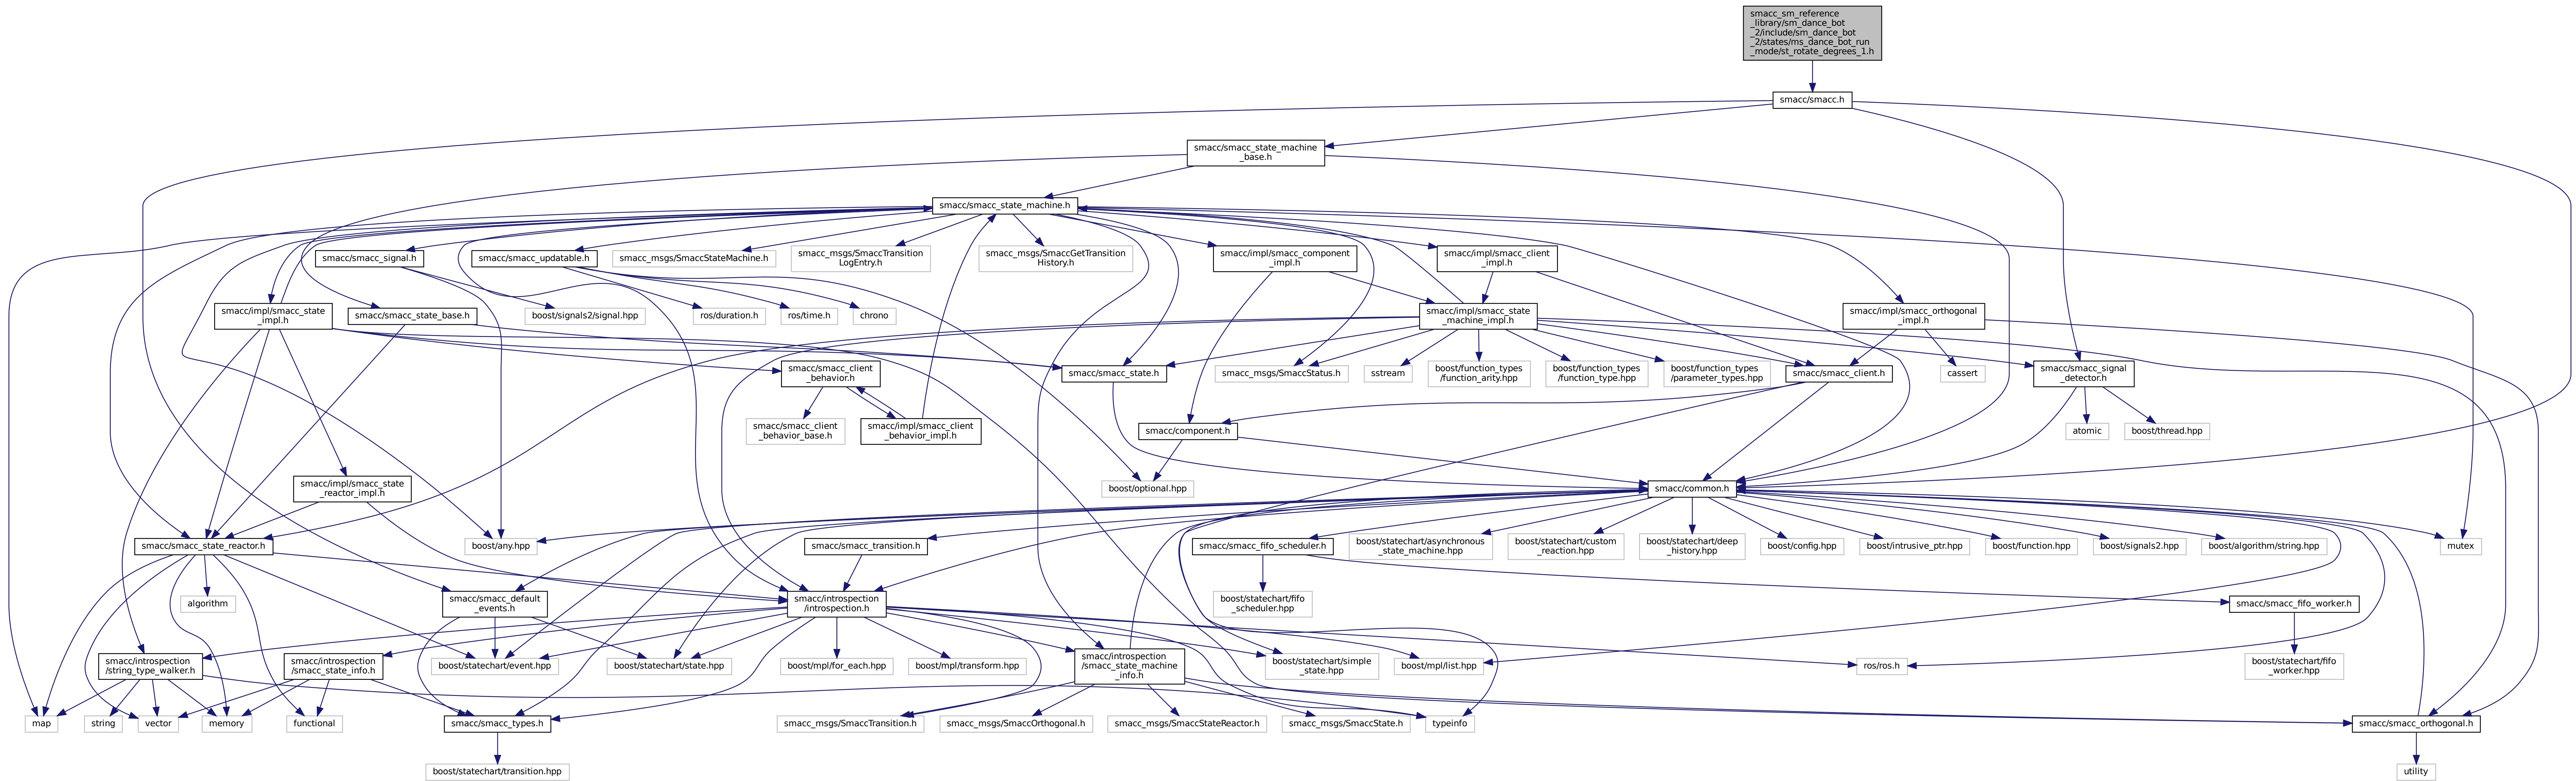 smacc_sm_reference
_library/sm_dance_bot
_2/include/sm_dance_bot
_2/states/ms_dance_bot_run
_mode/st_rotate_degrees_1.h
smacc/smacc.h
smacc/smacc_state_machine
_base.h
smacc/smacc_state_machine.h
smacc/smacc_signal.h
smacc/smacc_updatable.h
smacc_msgs/SmaccStateMachine.h
smacc_msgs/SmaccTransition
LogEntry.h
smacc_msgs/SmaccGetTransition
History.h
smacc/impl/smacc_component
_impl.h
smacc/impl/smacc_client
_impl.h
smacc/impl/smacc_state
_impl.h
smacc/smacc_state_base.h
boost/signals2/signal.hpp
ros/duration.h
ros/time.h
chrono
smacc/impl/smacc_state
_machine_impl.h
smacc/impl/smacc_orthogonal
_impl.h
smacc/smacc_client
_behavior.h
smacc/smacc_state.h
smacc_msgs/SmaccStatus.h
sstream
boost/function_types
/function_arity.hpp
boost/function_types
/function_type.hpp
boost/function_types
/parameter_types.hpp
smacc/smacc_client.h
cassert
smacc/smacc_signal
_detector.h
smacc/smacc_client
_behavior_base.h
smacc/impl/smacc_client
_behavior_impl.h
smacc/component.h
atomic
boost/thread.hpp
smacc/impl/smacc_state
_reactor_impl.h
boost/optional.hpp
smacc/common.h
smacc/smacc_state_reactor.h
boost/any.hpp
smacc/smacc_transition.h
smacc/smacc_fifo_scheduler.h
boost/statechart/asynchronous
_state_machine.hpp
boost/statechart/custom
_reaction.hpp
boost/statechart/deep
_history.hpp
boost/config.hpp
boost/intrusive_ptr.hpp
boost/function.hpp
boost/signals2.hpp
boost/algorithm/string.hpp
mutex
algorithm
smacc/smacc_default
_events.h
smacc/introspection
/introspection.h
boost/statechart/fifo
_scheduler.hpp
smacc/smacc_fifo_worker.h
smacc/introspection
/string_type_walker.h
smacc/introspection
/smacc_state_info.h
boost/statechart/event.hpp
boost/statechart/state.hpp
boost/mpl/for_each.hpp
boost/mpl/transform.hpp
smacc/introspection
/smacc_state_machine
_info.h
boost/statechart/simple
_state.hpp
boost/mpl/list.hpp
ros/ros.h
boost/statechart/fifo
_worker.hpp
map
string
vector
memory
functional
smacc/smacc_types.h
smacc_msgs/SmaccTransition.h
smacc_msgs/SmaccOrthogonal.h
smacc_msgs/SmaccStateReactor.h
smacc_msgs/SmaccState.h
typeinfo
smacc/smacc_orthogonal.h
boost/statechart/transition.hpp
utility